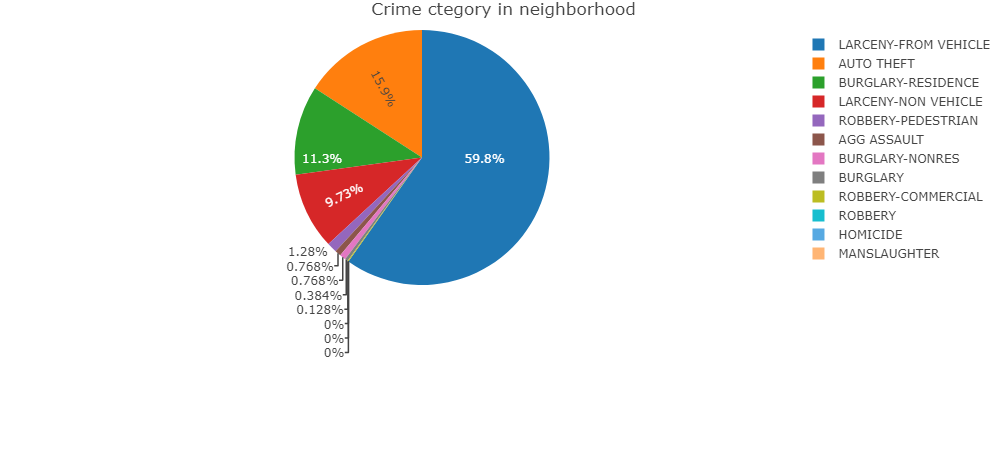 Crime ctegory in neighborhood
LARCENY-FROM VEHICLE
AUTO THEFT
BURGLARY-RESIDENCE
LARCENY-NON VEHICLE
ROBBERY-PEDESTRIAN
AGG ASSAULT
BURGLARY-NONRES
BURGLARY
ROBBERY-COMMERCIAL
ROBBERY
HOMICIDE
MANSLAUGHTER
15.9%
59.8%
11.3%
9.73%
1.28%
0.768%
0.768%
0.384%
0.128%
0%
0%
0%